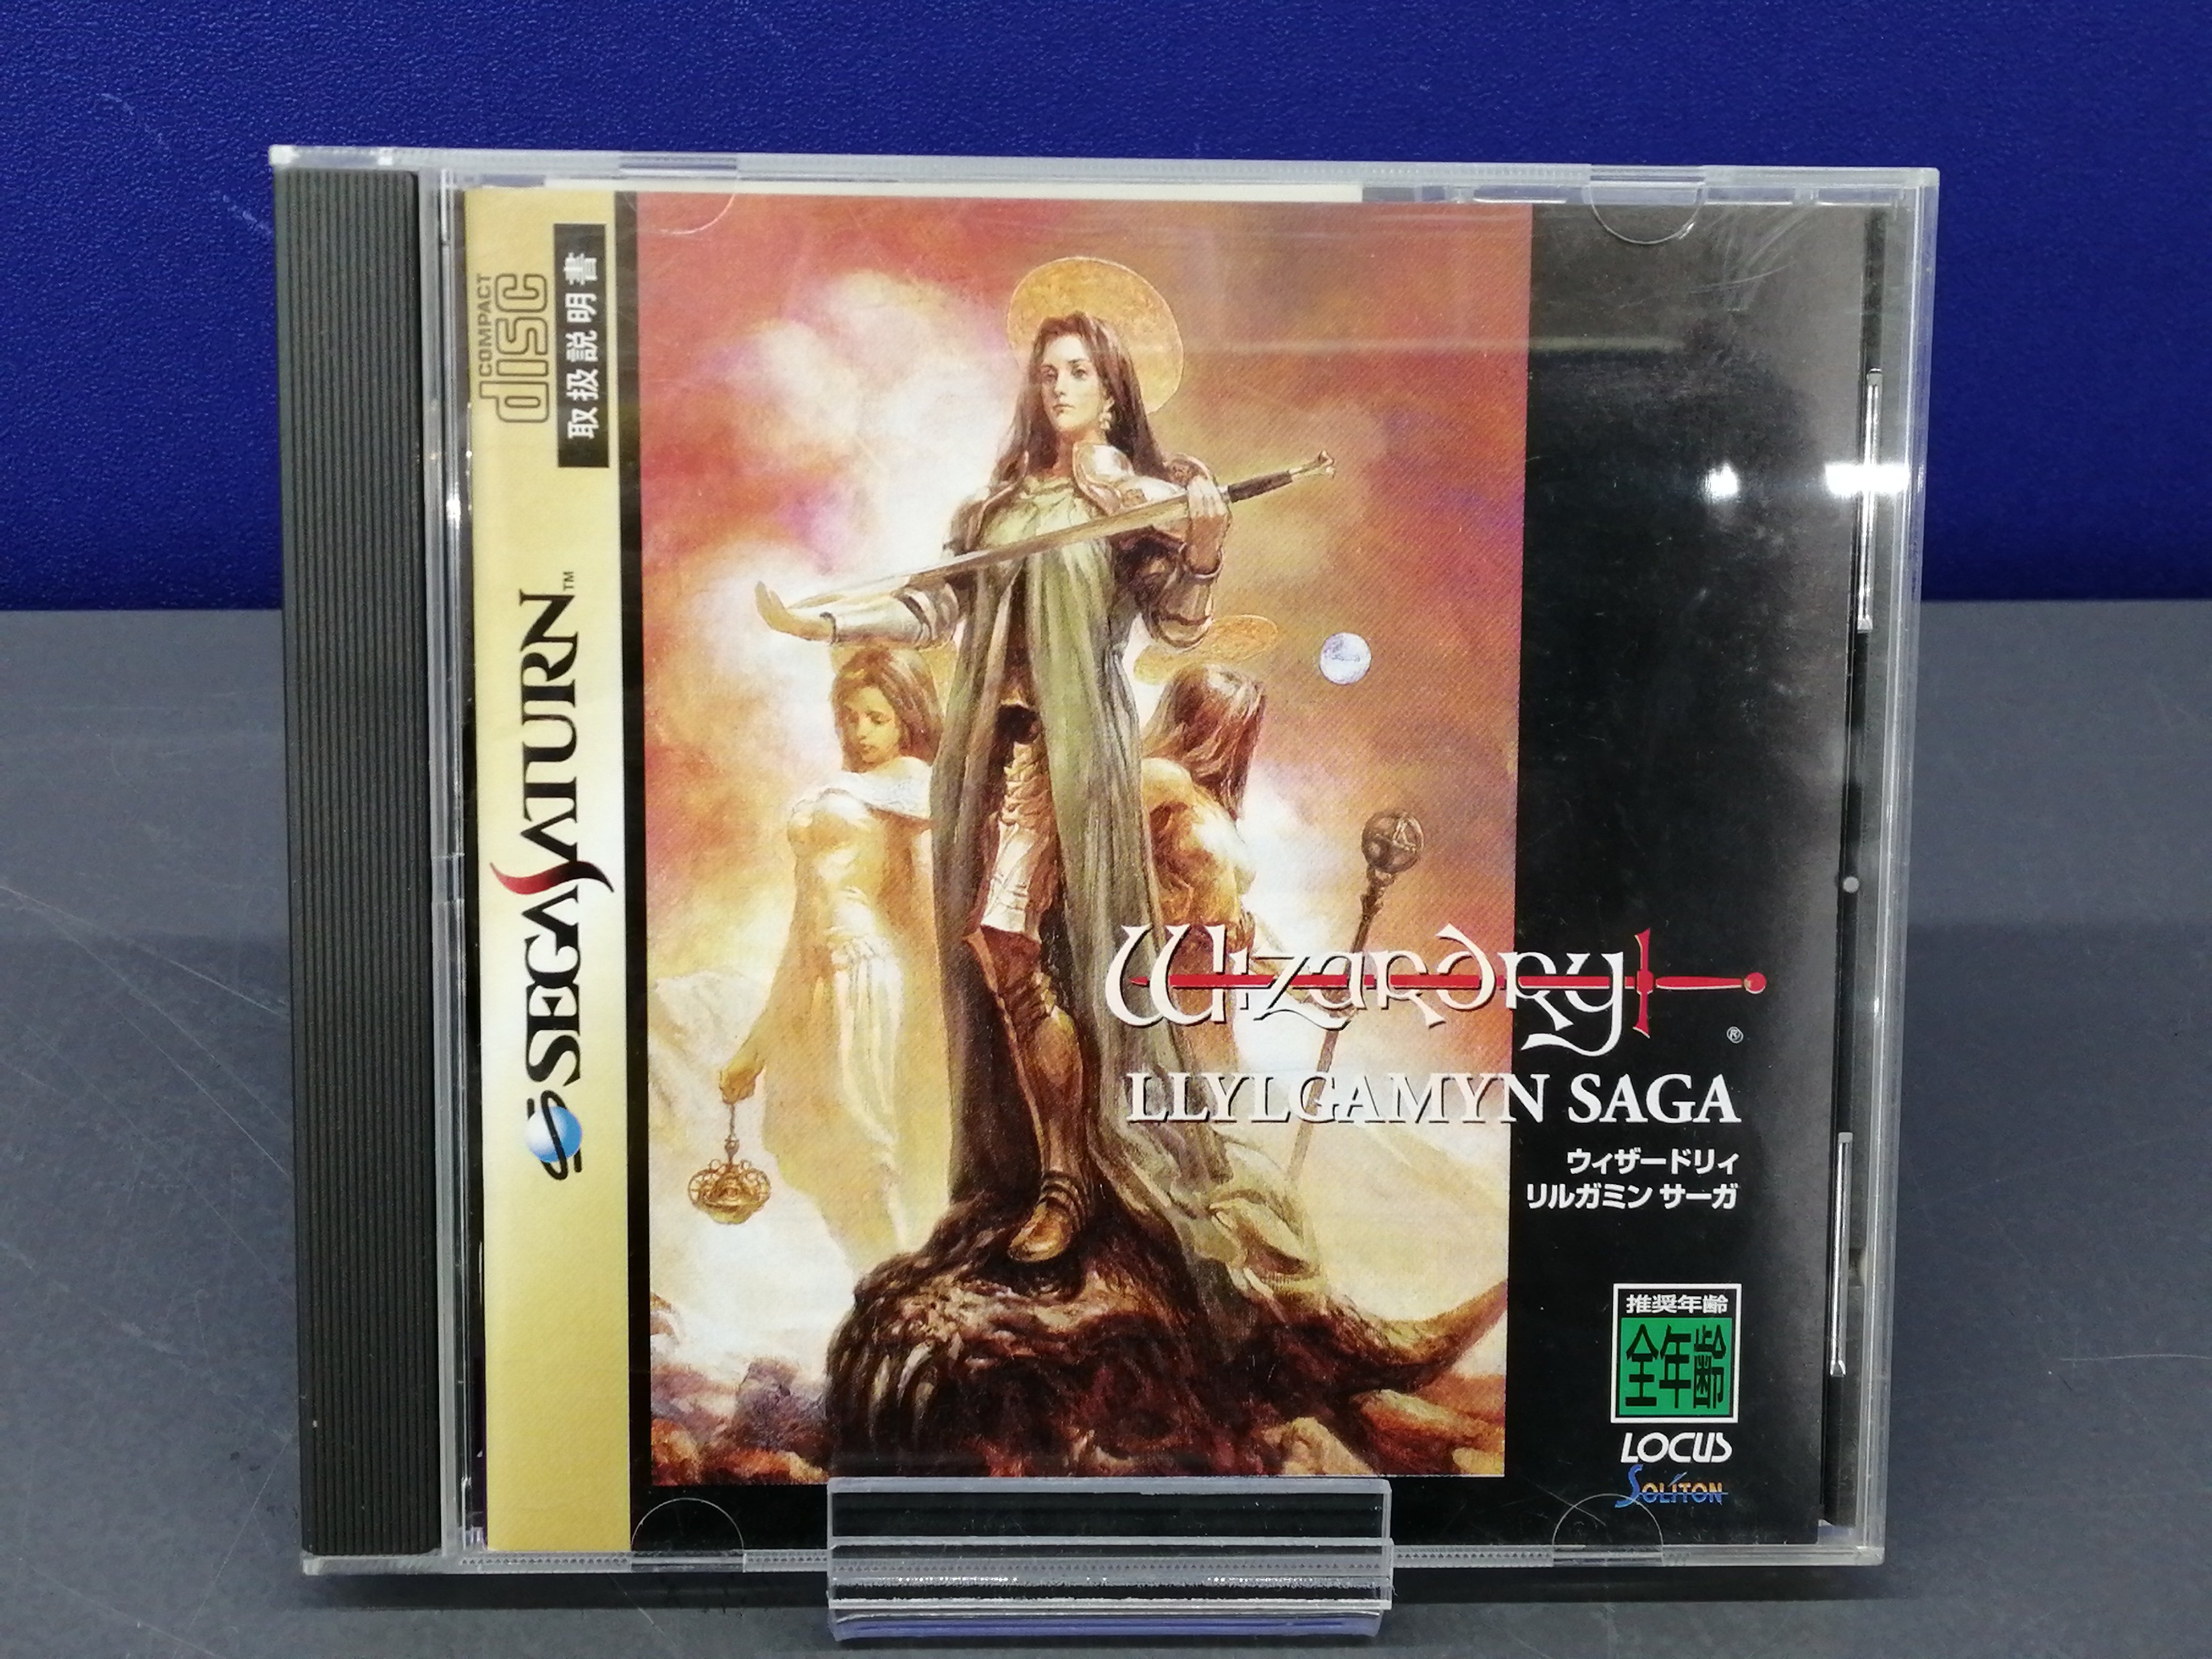 COMPACT
disc
取扱説明書
SEGA SATURN™
Wizardry®
LLYLGAMYN SAGA
ウィザードリィ
リルガミン サーガ
推奨年齢
全年齢
LOCUS
SOLITON